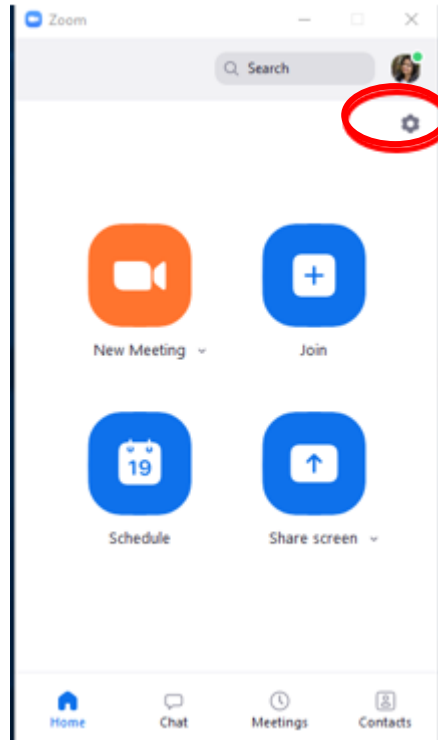 Zoom
Search
New Meeting
Join
19
Schedule
Share screen
Home
Chat
Meetings
Contacts